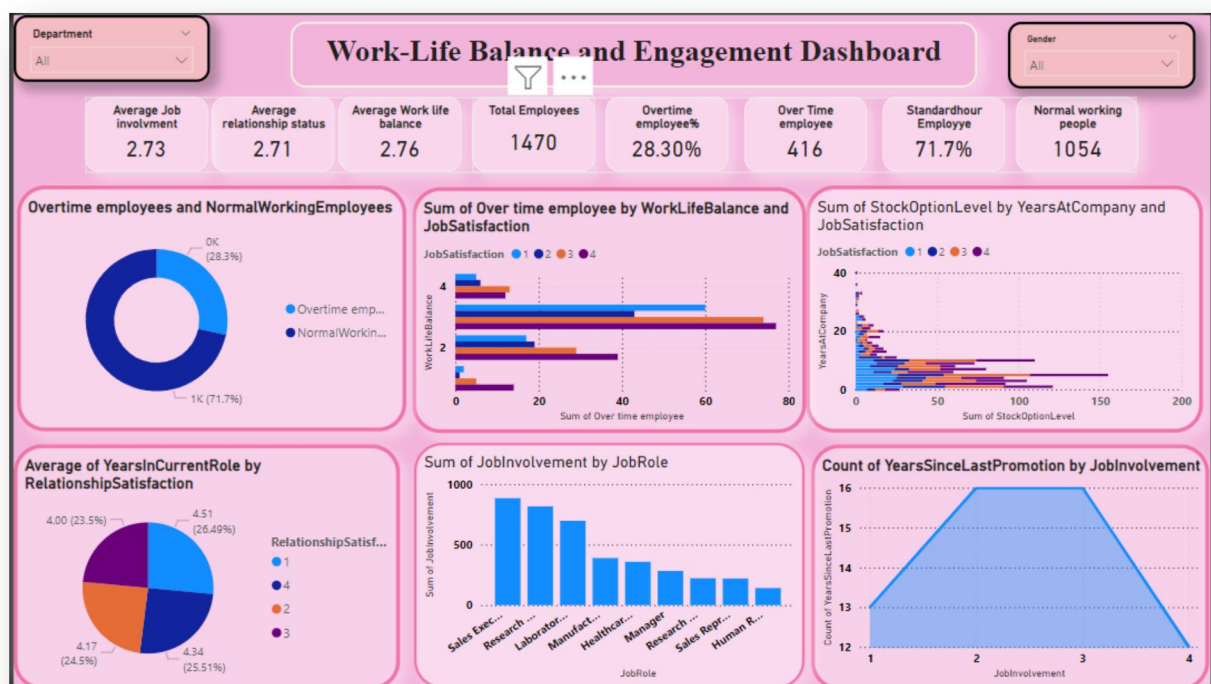 Department
All
Work-Life Balance and Engagement Dashboard
Gender
All
Average Job
involvment
2.73
Average
relationship status
2.71
Average Work life
balance
2.76
Total Employees
1470
Overtime
employee%
28.30%
Over Time
employee
416
Standardhour
Employye
71.7%
Normal working
people
1054
Overtime employees and NormalWorkingEmployees
0K
(28.3%)
Overtime emp...
NormalWorkin...
1K (71.7%)
Sum of Over time employee by WorkLifeBalance and
JobSatisfaction
JobSatisfaction 1 2 3 4
WorkLifeBalance
4
2
0 20 40 60 80
Sum of Over time employee
Sum of StockOptionLevel by YearsAtCompany and
JobSatisfaction
JobSatisfaction 1 2 3 4
YearsAtCompany
40
20
0
0 50 100 150 200
Sum of StockOptionLevel
Average of YearsInCurrentRole by
RelationshipSatisfaction
4.00 (23.5%)
4.51
(26.49%)
4.17
(24.5%)
4.34
(25.51%)
RelationshipSatisf...
1
4
2
3
Sum of JobInvolvement by JobRole
Sum of JobInvolvement
1000
500
0
Sales Exec...
Research ...
Laborator...
Manufact...
Healthcar...
Manager
Research ...
Sales Repr...
Human R...
JobRole
Count of YearsSinceLastPromotion by JobInvolvement
Count of YearsSinceLastPromotion
16
15
14
13
12
1 2 3 4
JobInvolvement